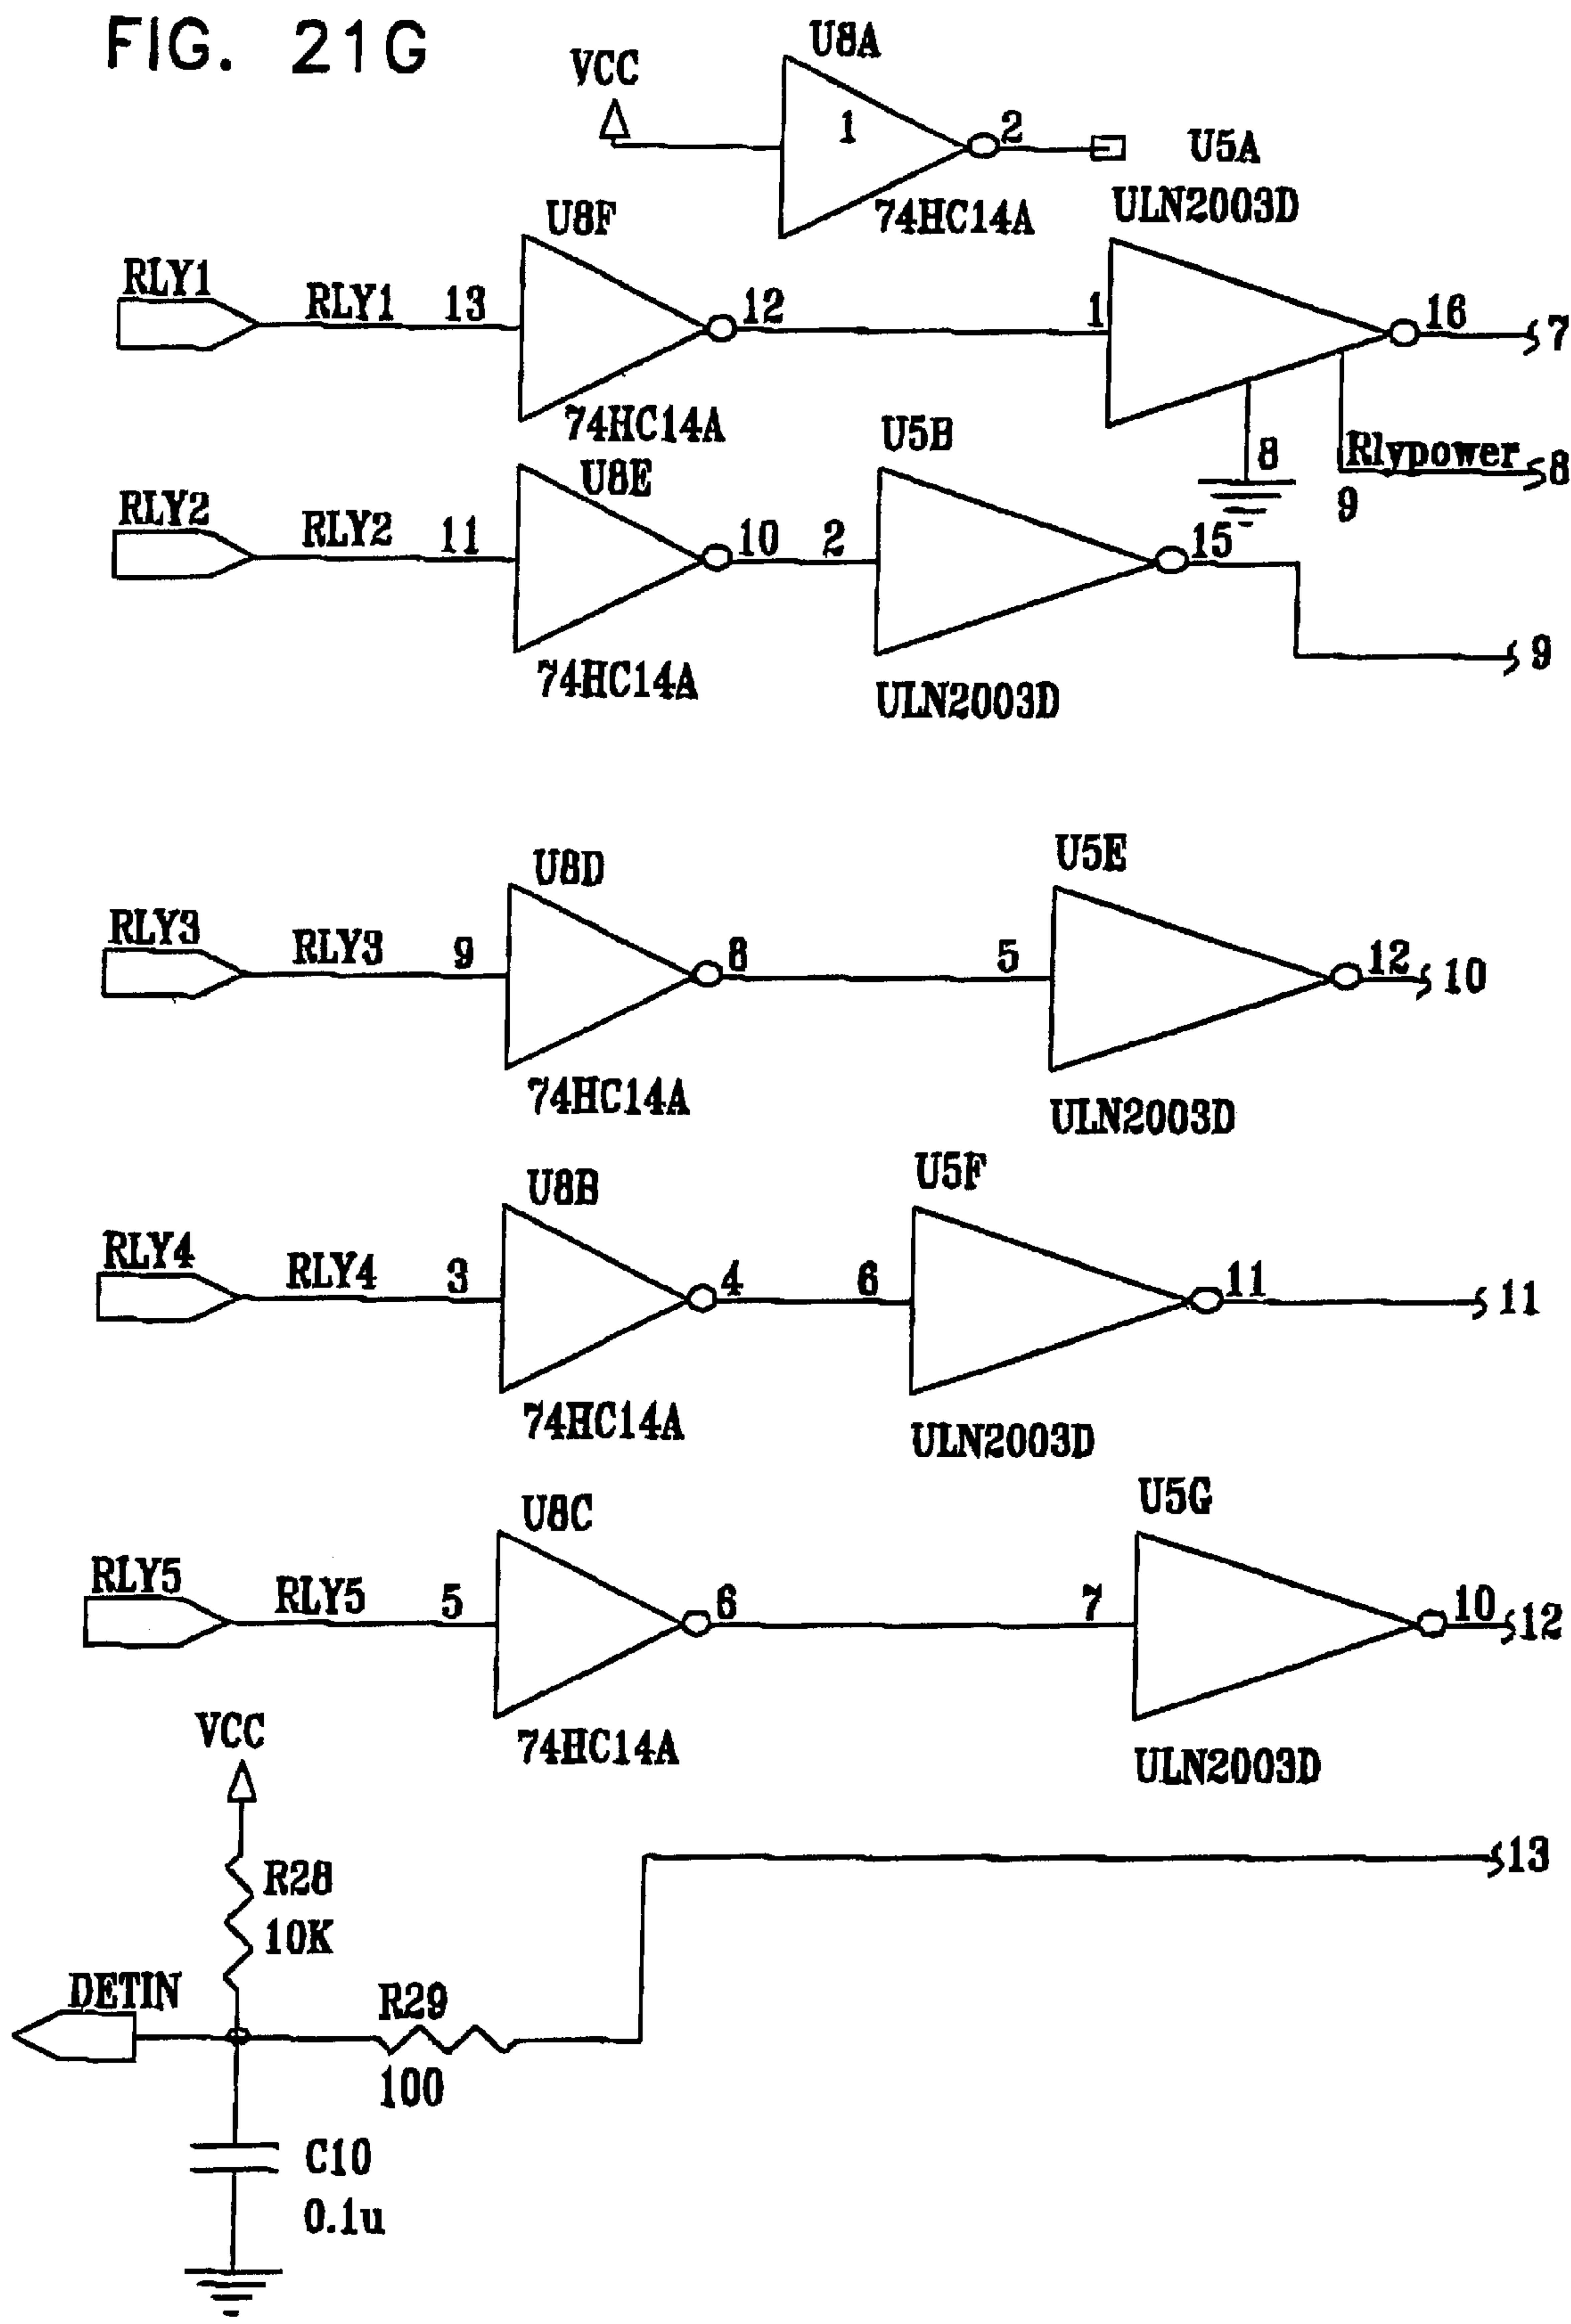 FIG. 21G
U8A
VCC
1
2
U5A
74HC14A
ULN2003D
U8F
RLY1
RLY1
13
12
1
16
7
74HC14A
8
Rlypower
8
9
U5B
U8E
RLY2
RLY2
11
10
2
15
9
74HC14A
ULN2003D
U8D
U5E
RLY3
RLY3
9
8
5
12
10
74HC14A
ULN2003D
U8B
U5F
RLY4
RLY4
3
4
6
11
11
74HC14A
ULN2003D
U8C
U5G
RLY5
RLY5
5
6
7
10
12
74HC14A
ULN2003D
VCC
R28
10K
13
DETIN
R29
100
C10
0.1u